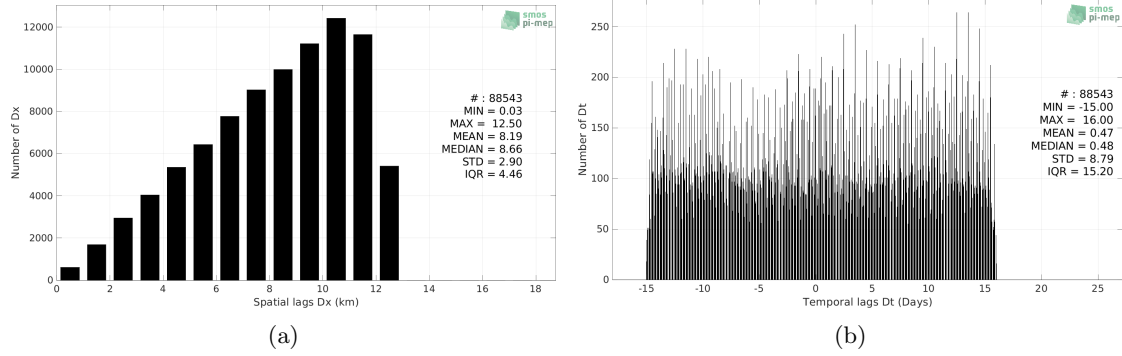 12000
10000
8000
6000
4000
2000
0
Number of Dx
0 2 4 6 8 10 12 14 16 18
Spatial lags Dx (km)
smos
pi-mep
# : 88543
MIN = 0.03
MAX = 12.50
MEAN = 8.19
MEDIAN = 8.66
STD = 2.90
IQR = 4.46
(a)
250
200
150
100
50
0
Number of Dt
-15 -10 -5 0 5 10 15 20 25
Temporal lags Dt (Days)
smos
pi-mep
# : 88543
MIN = -15.00
MAX = 16.00
MEAN = 0.47
MEDIAN = 0.48
STD = 8.79
IQR = 15.20
(b)